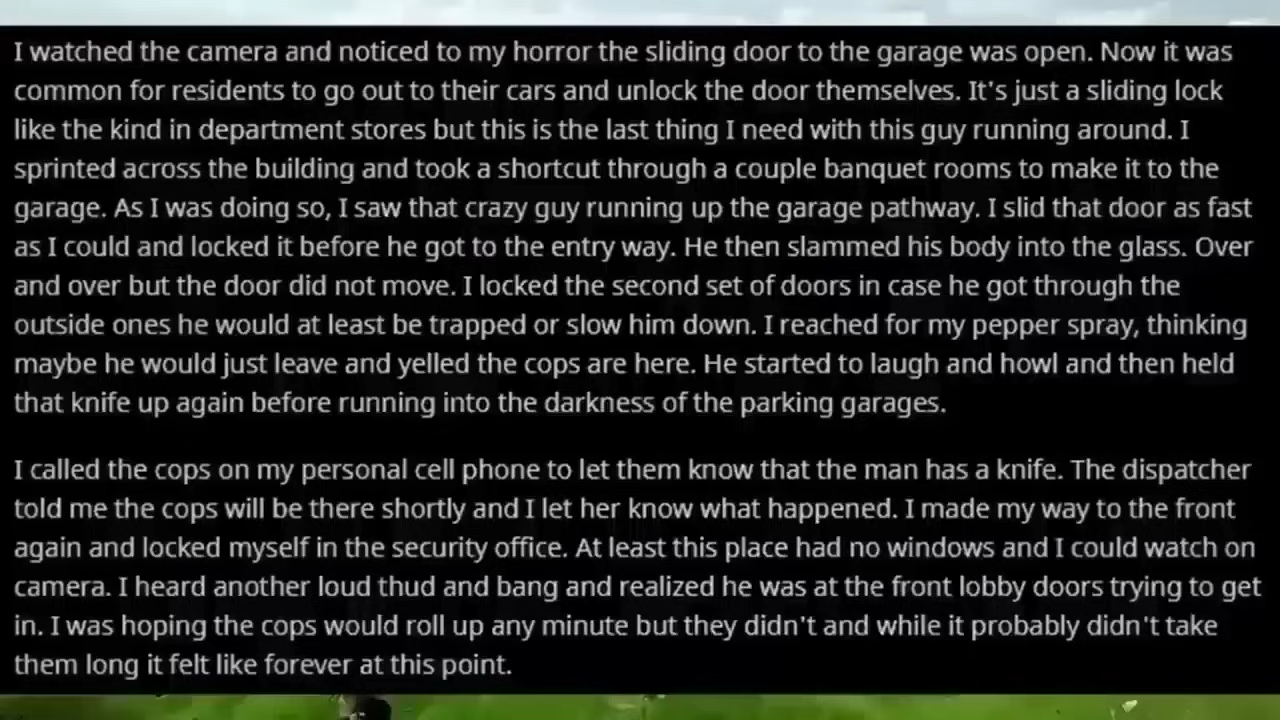 I watched the camera and noticed to my horror the sliding door to the garage was open. Now it was
common for residents to go out to their cars and unlock the door themselves. It's just a sliding lock
like the kind in department stores but this is the last thing I need with this guy running around. I
sprinted across the building and took a shortcut through a couple banquet rooms to make it to the
garage. As I was doing so, I saw that crazy guy running up the garage pathway. I slid that door as fast
as I could and locked it before he got to the entry way. He then slammed his body into the glass. Over
and over but the door did not move. I locked the second set of doors in case he got through the
outside ones he would at least be trapped or slow him down. I reached for my pepper spray, thinking
maybe he would just leave and yelled the cops are here. He started to laugh and howl and then held
that knife up again before running into the darkness of the parking garages.
I called the cops on my personal cell phone to let them know that the man has a knife. The dispatcher
told me the cops will be there shortly and I let her know what happened. I made my way to the front
again and locked myself in the security office. At least this place had no windows and I could watch on
camera. I heard another loud thud and bang and realized he was at the front lobby doors trying to get
in. I was hoping the cops would roll up any minute but they didn't and while it probably didn't take
them long it felt like forever at this point.